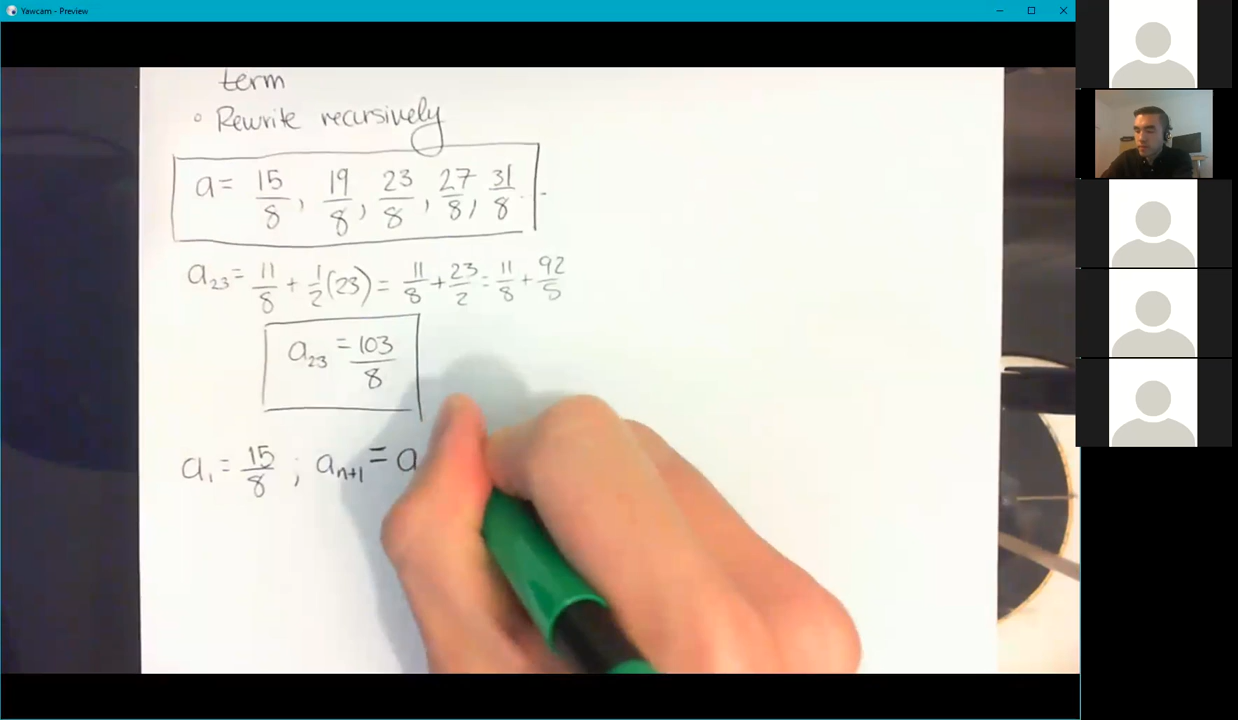 Yawcam - Preview
term
◦ Rewrite recursively
a = 15/8, 19/8, 23/8, 27/8, 31/8 ..
a₂₃ = 11/8 + 1/2(23) = 11/8 + 23/2 = 11/8 + 92/8
a₂₃ = 103/8
a₁ = 15/8 ; aₙ₊₁ = a